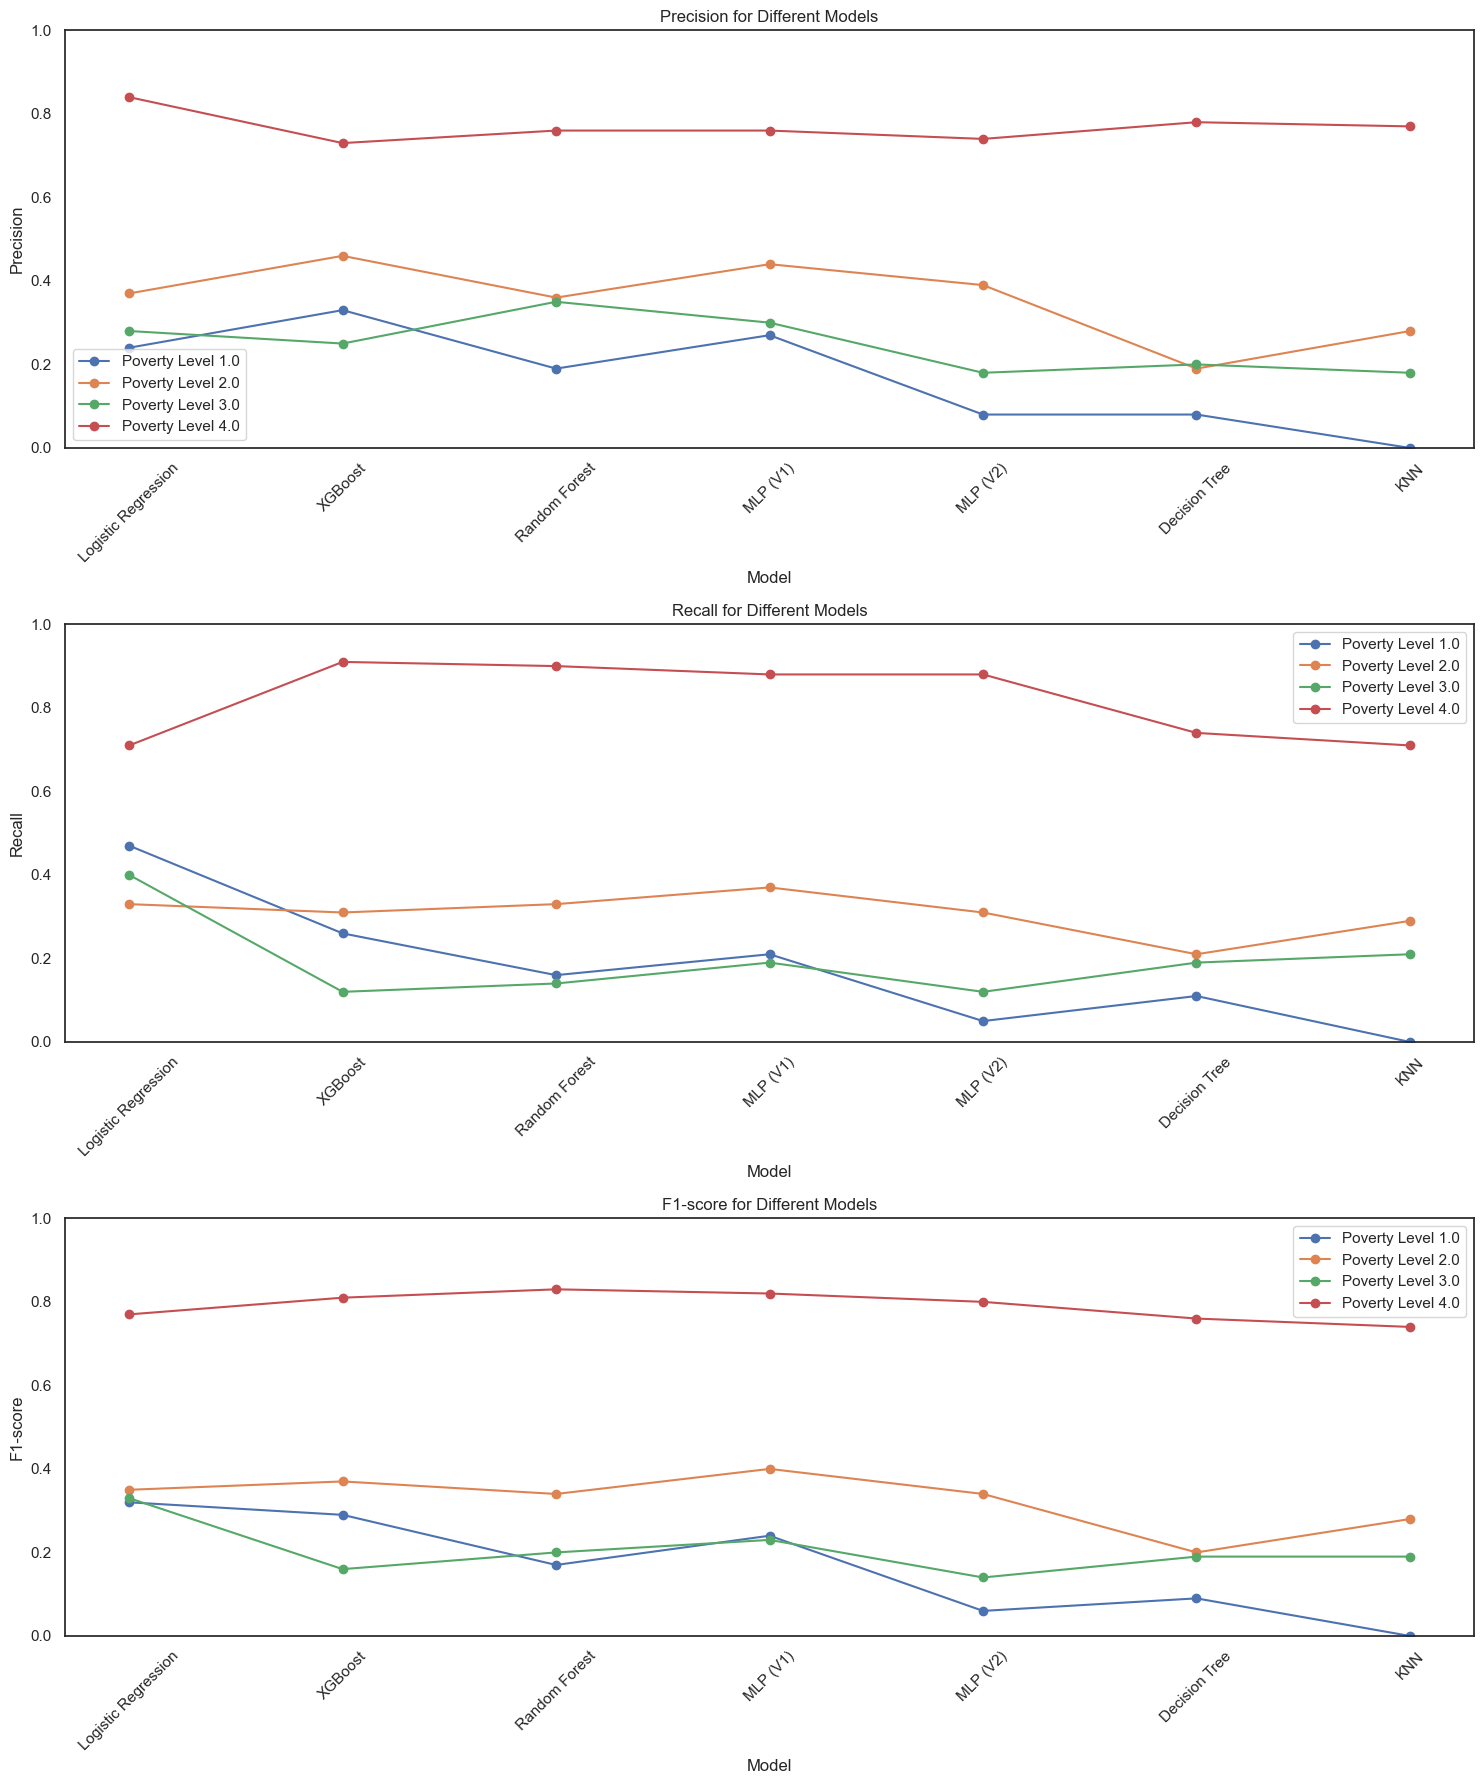 Precision for Different Models
1.0
0.8
0.6
0.4
0.2
0.0
Precision
Poverty Level 1.0
Poverty Level 2.0
Poverty Level 3.0
Poverty Level 4.0
Logistic Regression
XGBoost
Random Forest
MLP (V1)
MLP (V2)
Decision Tree
KNN
Model
Recall for Different Models
1.0
0.8
0.6
0.4
0.2
0.0
Recall
Poverty Level 1.0
Poverty Level 2.0
Poverty Level 3.0
Poverty Level 4.0
Logistic Regression
XGBoost
Random Forest
MLP (V1)
MLP (V2)
Decision Tree
KNN
Model
F1-score for Different Models
1.0
0.8
0.6
0.4
0.2
0.0
F1-score
Poverty Level 1.0
Poverty Level 2.0
Poverty Level 3.0
Poverty Level 4.0
Logistic Regression
XGBoost
Random Forest
MLP (V1)
MLP (V2)
Decision Tree
KNN
Model